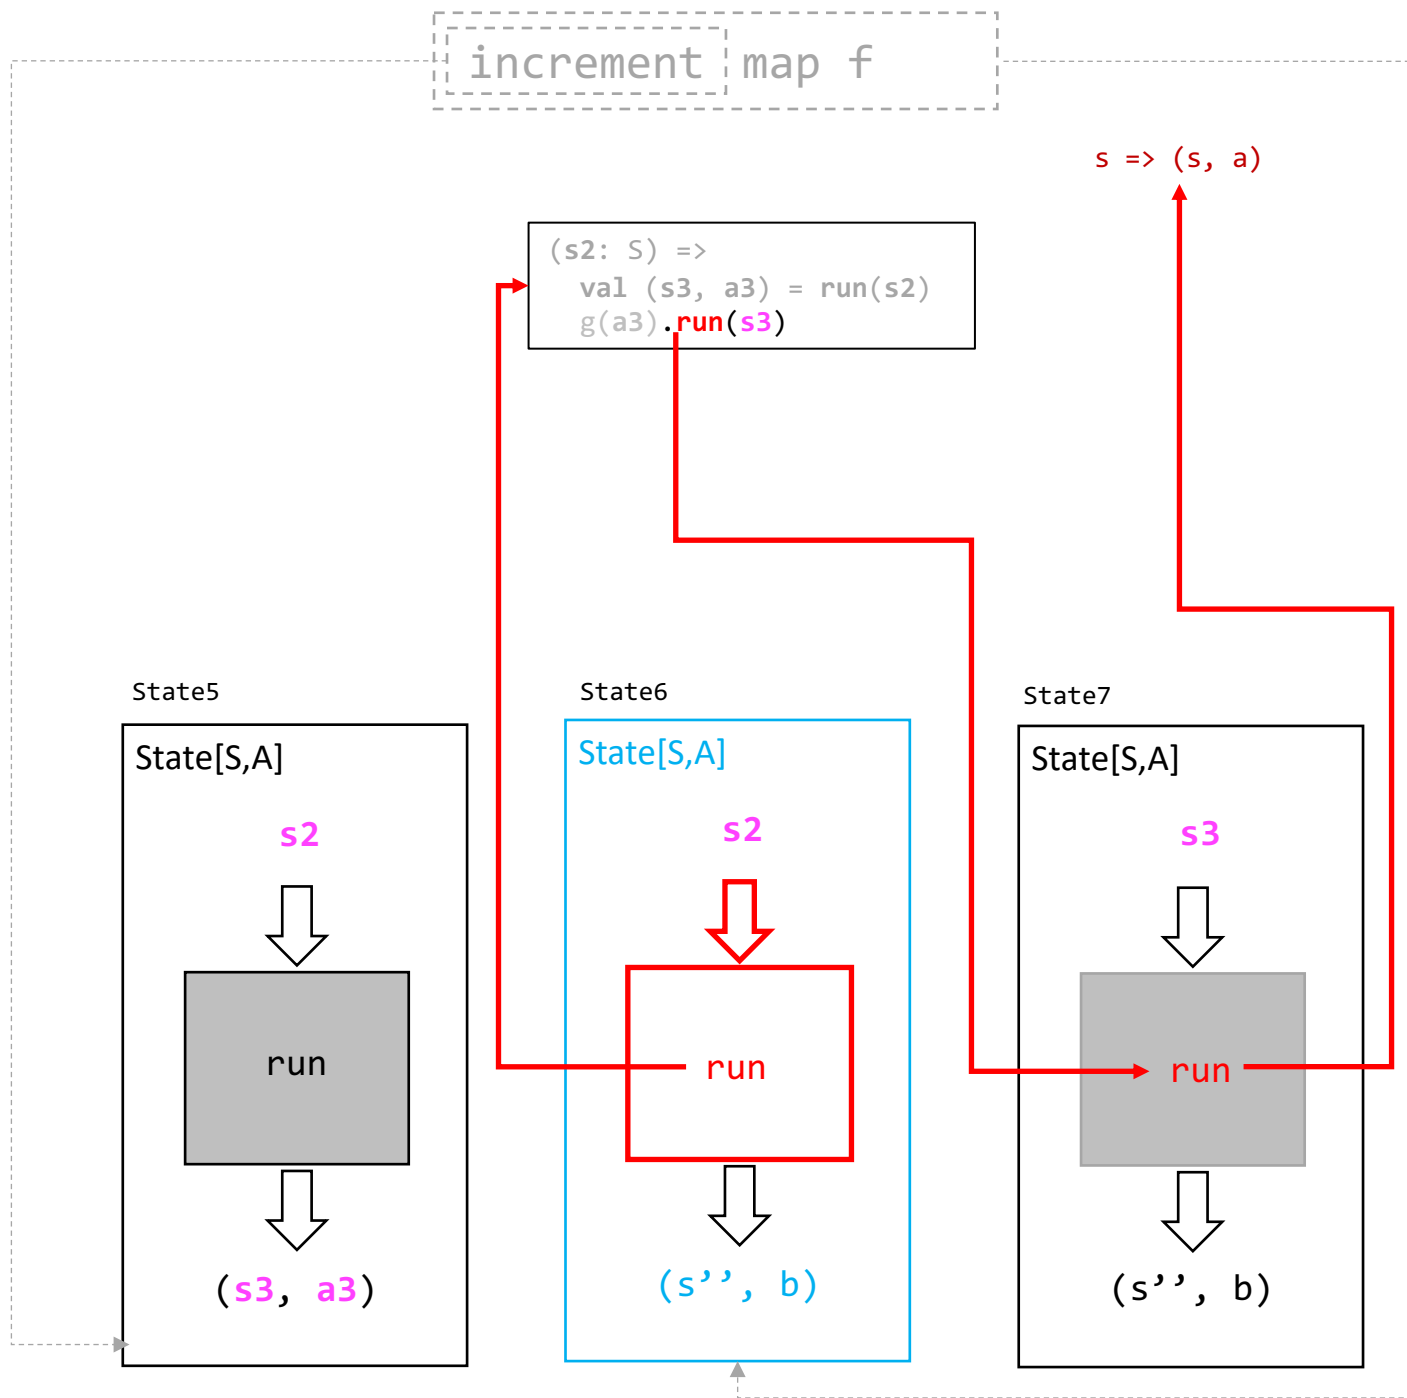 increment map f
s => (s, a)
(s2: S) =>
val (s3, a3) = run(s2)
g(a3).run(s3)
State5
State6
State7
State[S,A]
State[S,A]
State[S,A]
s2
s2
s3
run
run
run
(s3, a3)
(s’’, b)
(s’’, b)